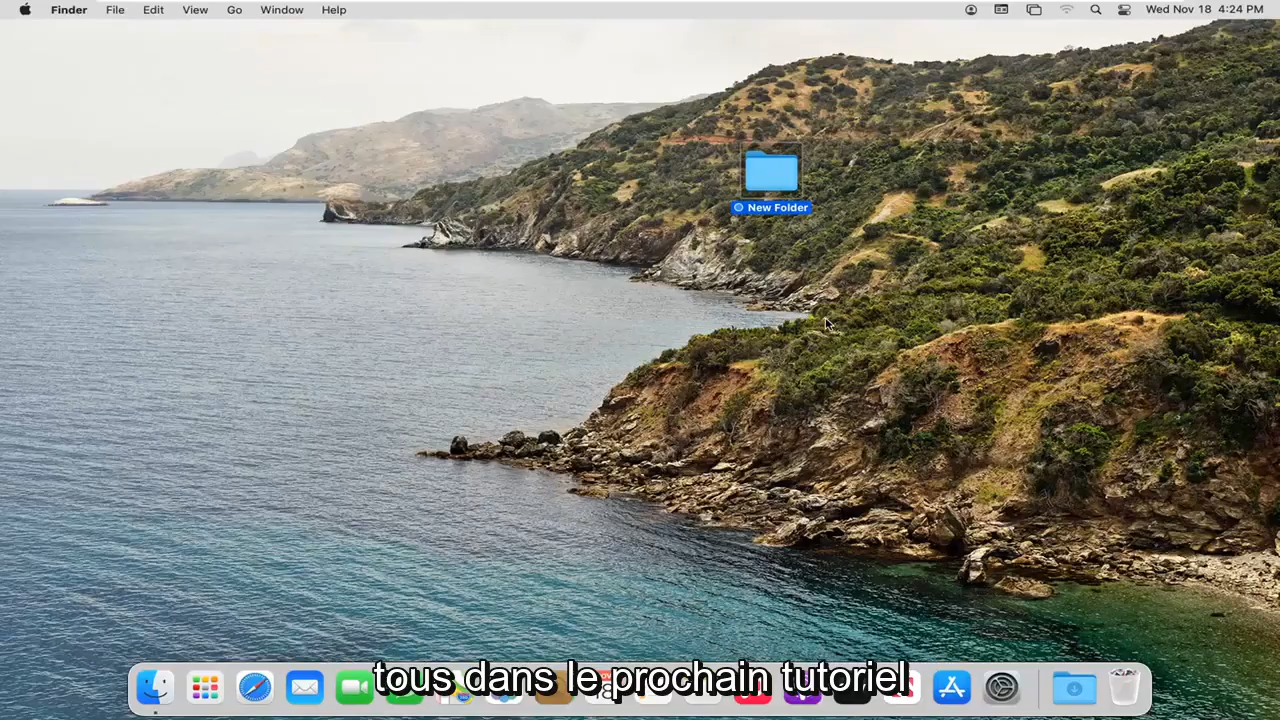 Finder File Edit View Go Window Help Wed Nov 18 4:24 PM
New Folder
tous dans le prochain tutoriel